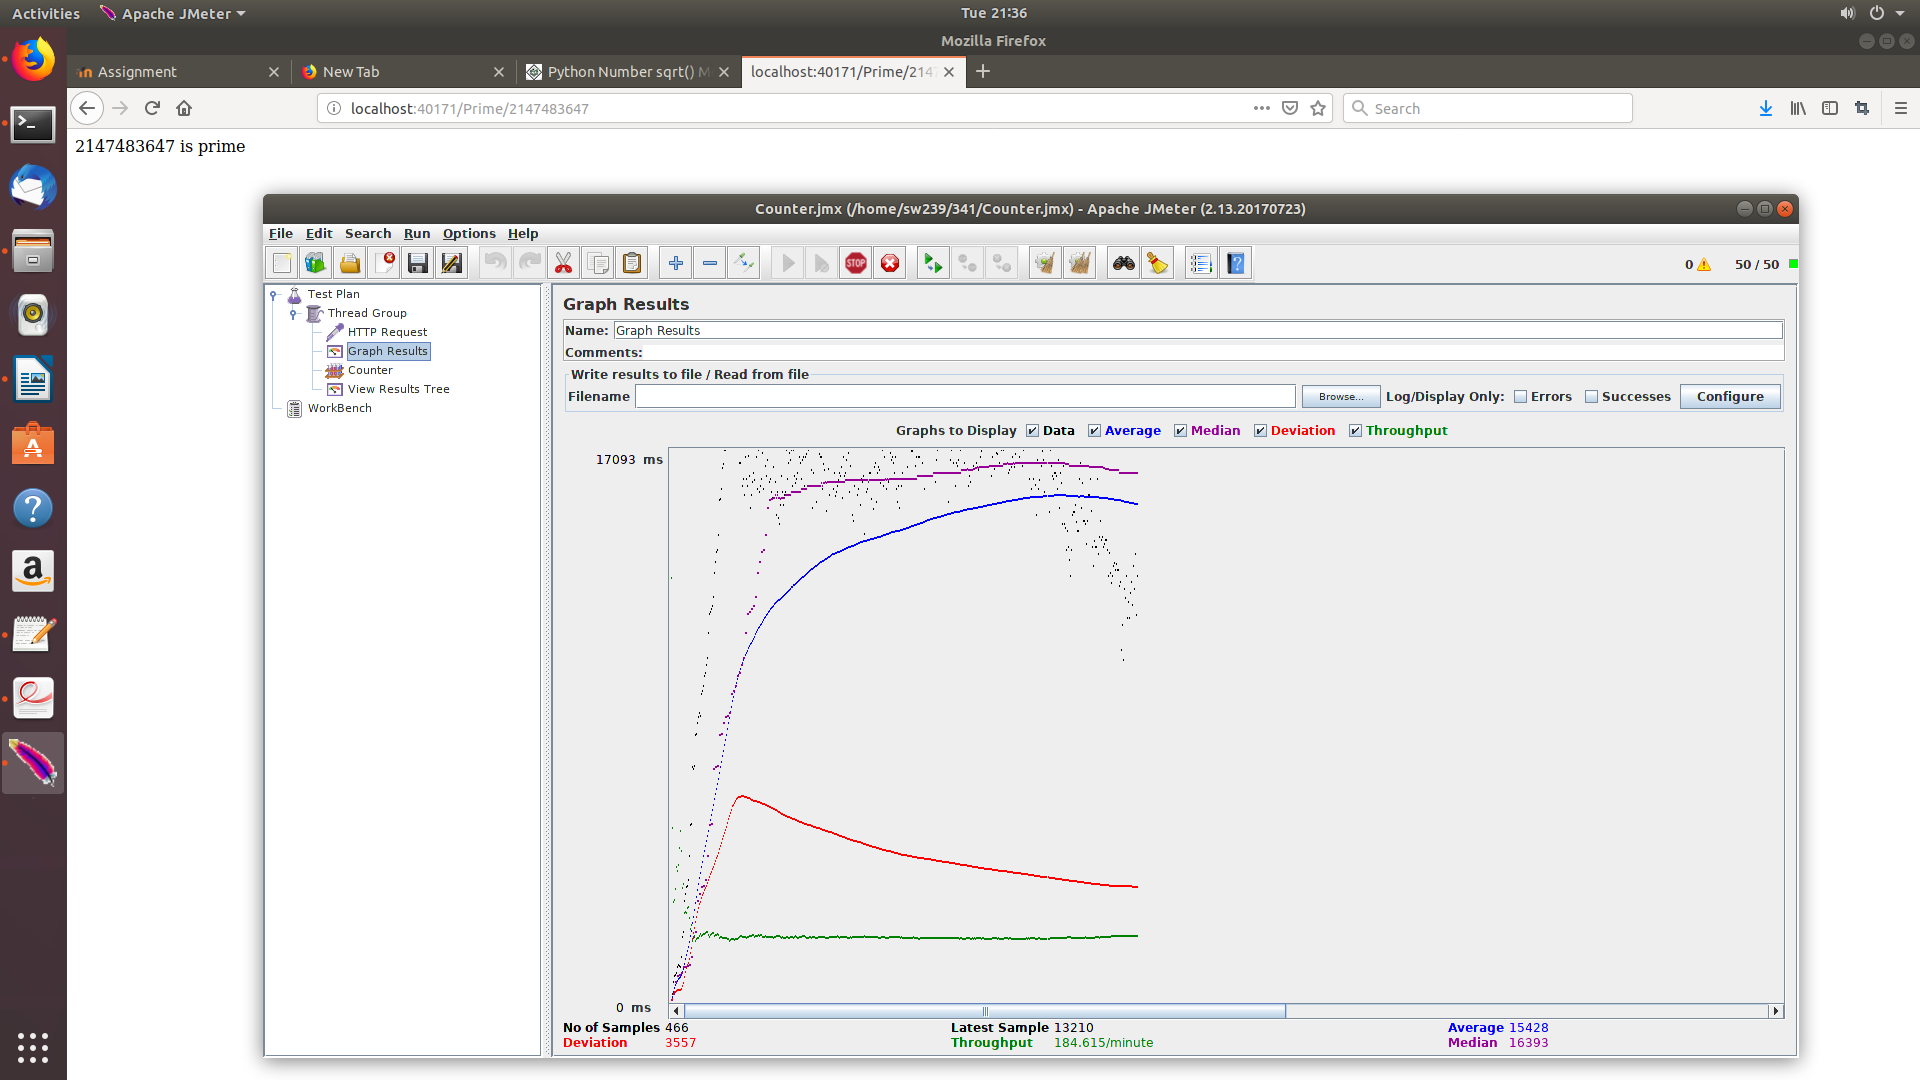 Activities
Apache JMeter
Tue 21:36
Mozilla Firefox
Assignment
New Tab
Python Number sqrt() M
localhost:40171/Prime/2147
localhost:40171/Prime/2147483647
Search
2147483647 is prime
Counter.jmx (/home/sw239/341/Counter.jmx) - Apache JMeter (2.13.20170723)
File Edit Search Run Options Help
STOP
0
50 / 50
Test Plan
Thread Group
HTTP Request
Graph Results
Counter
View Results Tree
WorkBench
Graph Results
Name: Graph Results
Comments:
Write results to file / Read from file
Filename
Browse...
Log/Display Only:
Errors
Successes
Configure
Graphs to Display
Data
Average
Median
Deviation
Throughput
17093 ms
0 ms
No of Samples 466
Latest Sample 13210
Average 15428
Deviation 3557
Throughput 184.615/minute
Median 16393